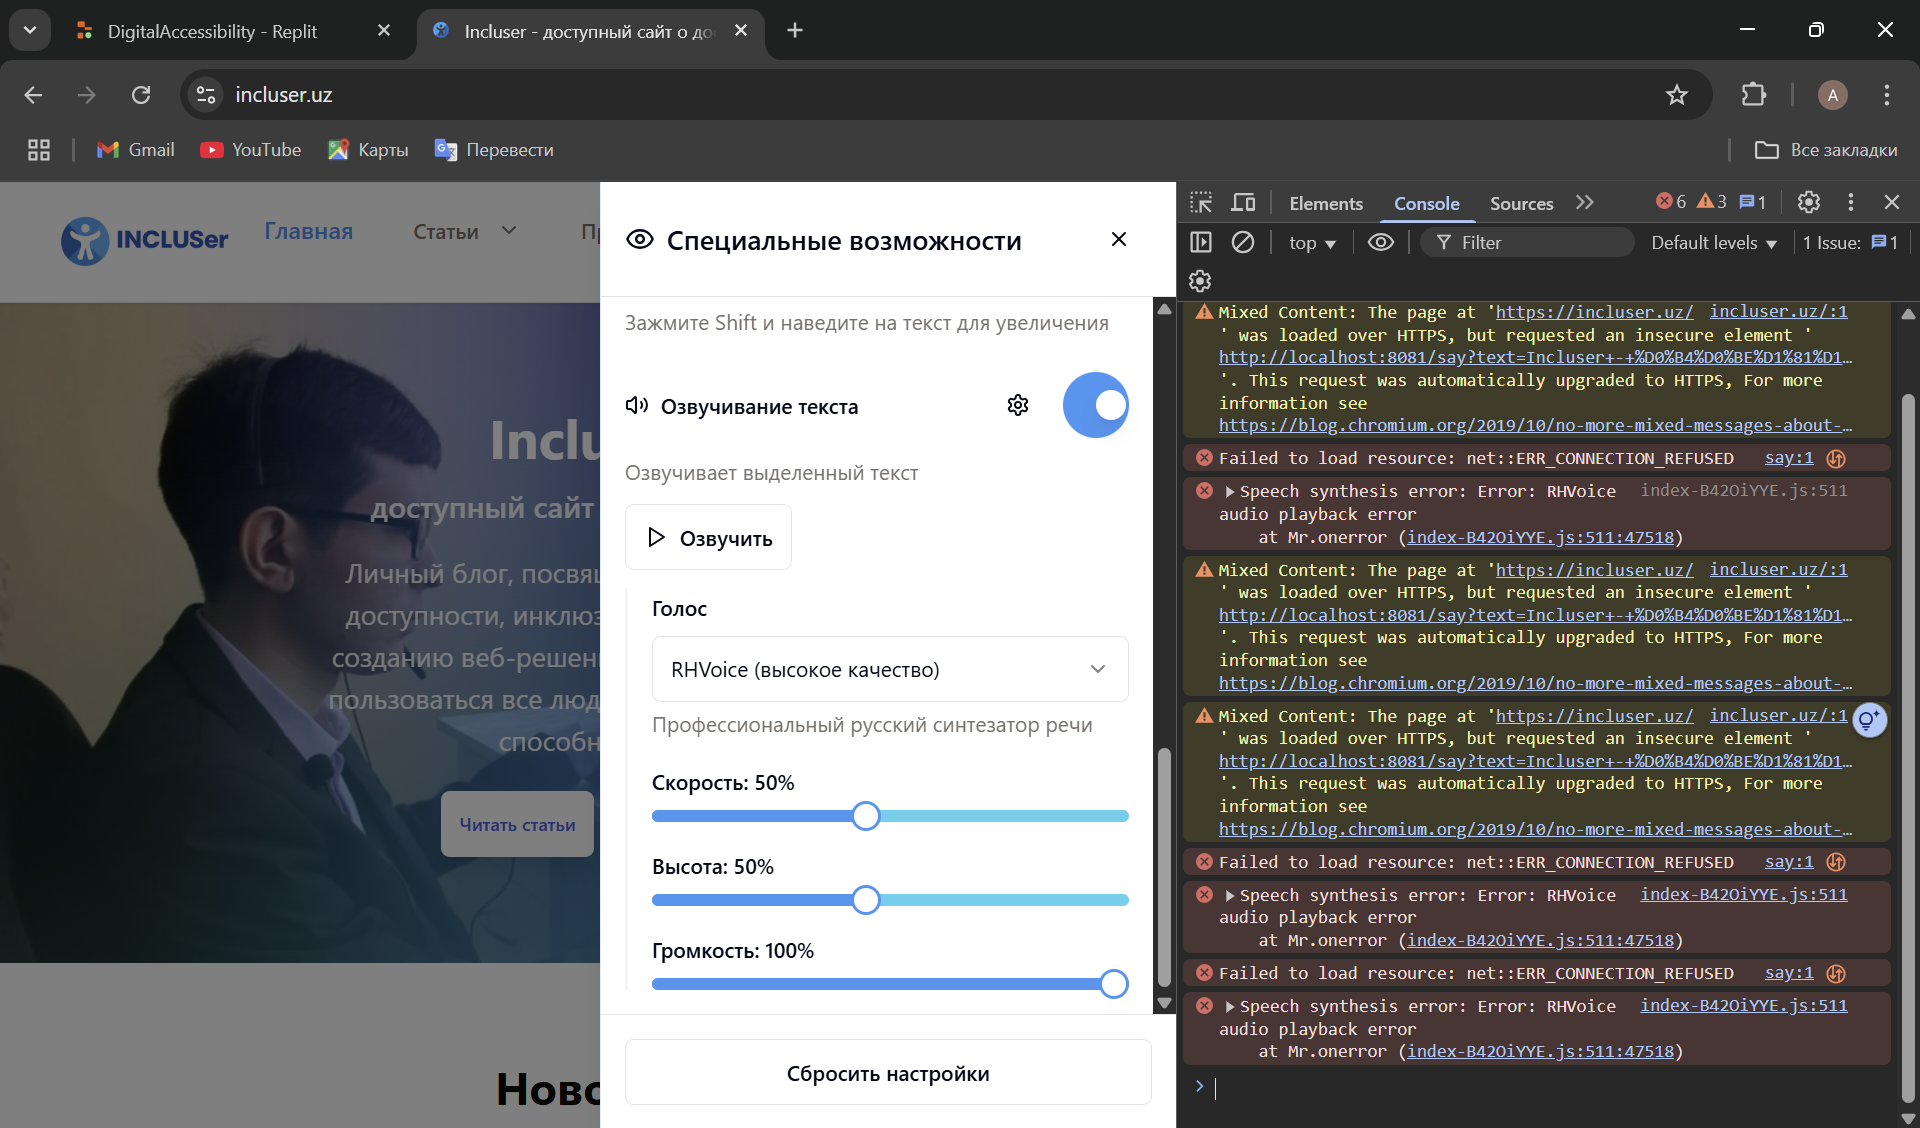 DigitalAccessibility - Replit
Incluser - доступный сайт о до
incluser.uz
A
Gmail
YouTube
Карты
Перевести
Все закладки
INCLUSer
Главная
Статьи
Inclu
доступный сайт
Личный блог, посвящ
доступности, инклюз
созданию веб-решен
пользоваться все люд
способн
Читать статьи
Ново
Специальные возможности
Зажмите Shift и наведите на текст для увеличения
Озвучивание текста
Озвучивает выделенный текст
Озвучить
Голос
RHVoice (высокое качество)
Профессиональный русский синтезатор речи
Скорость: 50%
Высота: 50%
Громкость: 100%
Сбросить настройки
Elements Console Sources 6 3 1
top Filter Default levels 1 Issue: 1
Mixed Content: The page at 'https://incluser.uz/ incluser.uz/:1
' was loaded over HTTPS, but requested an insecure element '
http://localhost:8081/say?text=Incluser+-+%D0%B4%D0%BE%D1%81%D1…
'. This request was automatically upgraded to HTTPS, For more
information see
https://blog.chromium.org/2019/10/no-more-mixed-messages-about-…
Failed to load resource: net::ERR_CONNECTION_REFUSED say:1
Speech synthesis error: Error: RHVoice index-B42OiYYE.js:511
audio playback error
at Mr.onerror (index-B42OiYYE.js:511:47518)
Mixed Content: The page at 'https://incluser.uz/ incluser.uz/:1
' was loaded over HTTPS, but requested an insecure element '
http://localhost:8081/say?text=Incluser+-+%D0%B4%D0%BE%D1%81%D1…
'. This request was automatically upgraded to HTTPS, For more
information see
https://blog.chromium.org/2019/10/no-more-mixed-messages-about-…
Mixed Content: The page at 'https://incluser.uz/ incluser.uz/:1
' was loaded over HTTPS, but requested an insecure element '
http://localhost:8081/say?text=Incluser+-+%D0%B4%D0%BE%D1%81%D1…
'. This request was automatically upgraded to HTTPS, For more
information see
https://blog.chromium.org/2019/10/no-more-mixed-messages-about-…
Failed to load resource: net::ERR_CONNECTION_REFUSED say:1
Speech synthesis error: Error: RHVoice index-B42OiYYE.js:511
audio playback error
at Mr.onerror (index-B42OiYYE.js:511:47518)
Failed to load resource: net::ERR_CONNECTION_REFUSED say:1
Speech synthesis error: Error: RHVoice index-B42OiYYE.js:511
audio playback error
at Mr.onerror (index-B42OiYYE.js:511:47518)